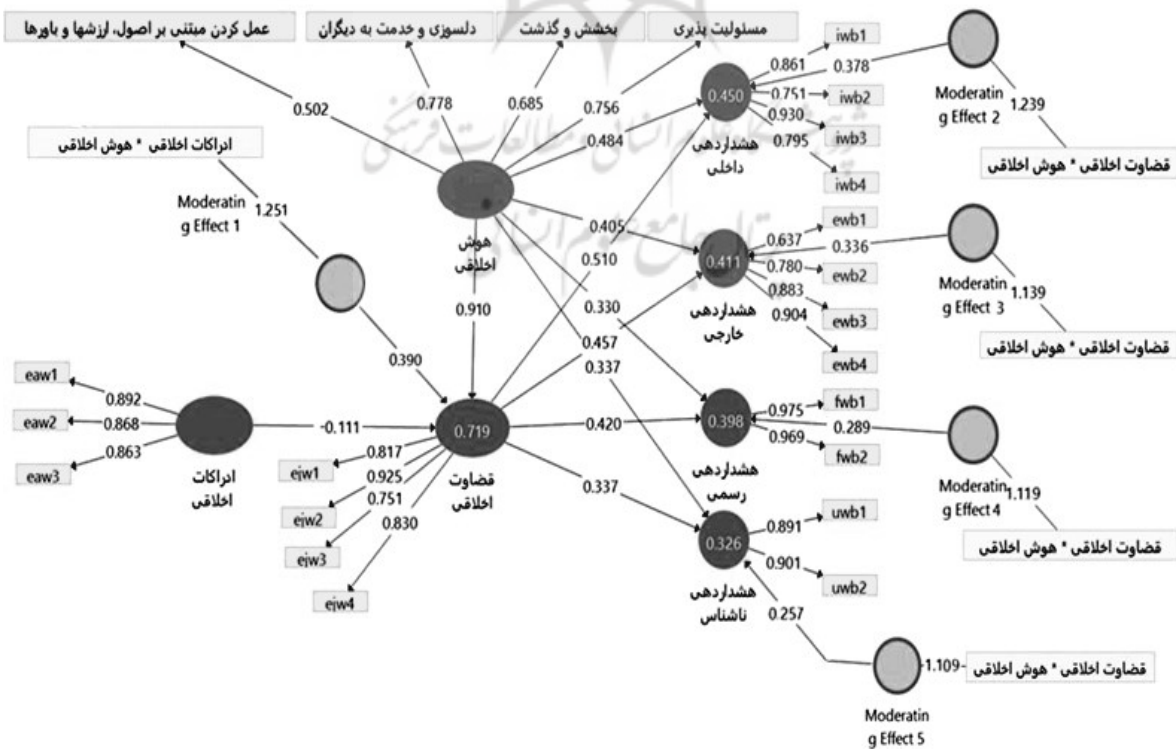 عمل کردن مبتنی بر اصول، ارزشها و باورها
دلسوزی و خدمت به دیگران
بخشش و گذشت
مسئولیت پذیری
0.502
0.778
0.685
0.756
0.484
ادراکات اخلاقی * هوش اخلاقی
1.251
Moderatin
g Effect 1
0.390
هوش
اخلاقی
0.910
0.405
0.510
0.330
0.457
0.337
eaw1
eaw2
eaw3
0.892
0.868
0.863
ادراکات
اخلاقی
-0.111
0.719
قضاوت
اخلاقی
0.817
0.925
0.751
0.830
ejw1
ejw2
ejw3
ejw4
0.420
0.337
0.450
هشداردهی
داخلی
0.861
0.751
0.930
0.795
iwb1
iwb2
iwb3
iwb4
0.378
Moderatin
g Effect 2
1.239
قضاوت اخلاقی * هوش اخلاقی
0.411
هشداردهی
خارجی
0.637
0.780
0.883
0.904
ewb1
ewb2
ewb3
ewb4
0.336
Moderatin
g Effect 3
1.139
قضاوت اخلاقی * هوش اخلاقی
0.398
هشداردهی
رسمی
0.975
0.969
fwb1
fwb2
0.289
Moderatin
g Effect 4
1.119
قضاوت اخلاقی * هوش اخلاقی
0.326
هشداردهی
ناشناس
0.891
0.901
uwb1
uwb2
0.257
Moderatin
g Effect 5
1.109
قضاوت اخلاقی * هوش اخلاقی
پژوهشگاه علوم انسانی و مطالعات فرهنگی
پرتال جامع علوم انسانی